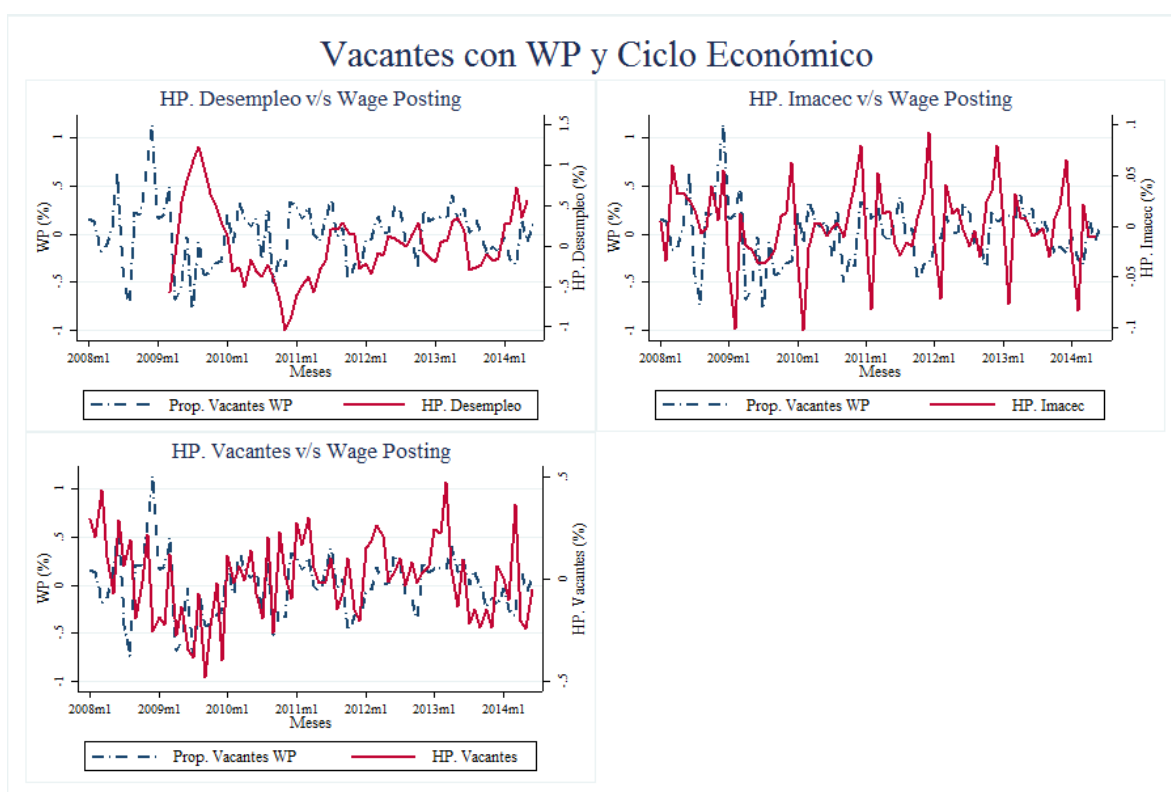 Vacantes con WP y Ciclo Económico
HP. Desempleo v/s Wage Posting
WP (%)
1
.5
0
-.5
-1
1.5
1
.5
0
-.5
-1
HP. Desempleo (%)
2008m1 2009m1 2010m1 2011m1 2012m1 2013m1 2014m1
Meses
Prop. Vacantes WP HP. Desempleo
HP. Imacec v/s Wage Posting
WP (%)
1
.5
0
-.5
-1
.1
.05
0
-.05
-.1
HP. Imacec (%)
2008m1 2009m1 2010m1 2011m1 2012m1 2013m1 2014m1
Meses
Prop. Vacantes WP HP. Imacec
HP. Vacantes v/s Wage Posting
WP (%)
1
.5
0
-.5
-1
.5
0
-.5
HP. Vacantes (%)
2008m1 2009m1 2010m1 2011m1 2012m1 2013m1 2014m1
Meses
Prop. Vacantes WP HP. Vacantes